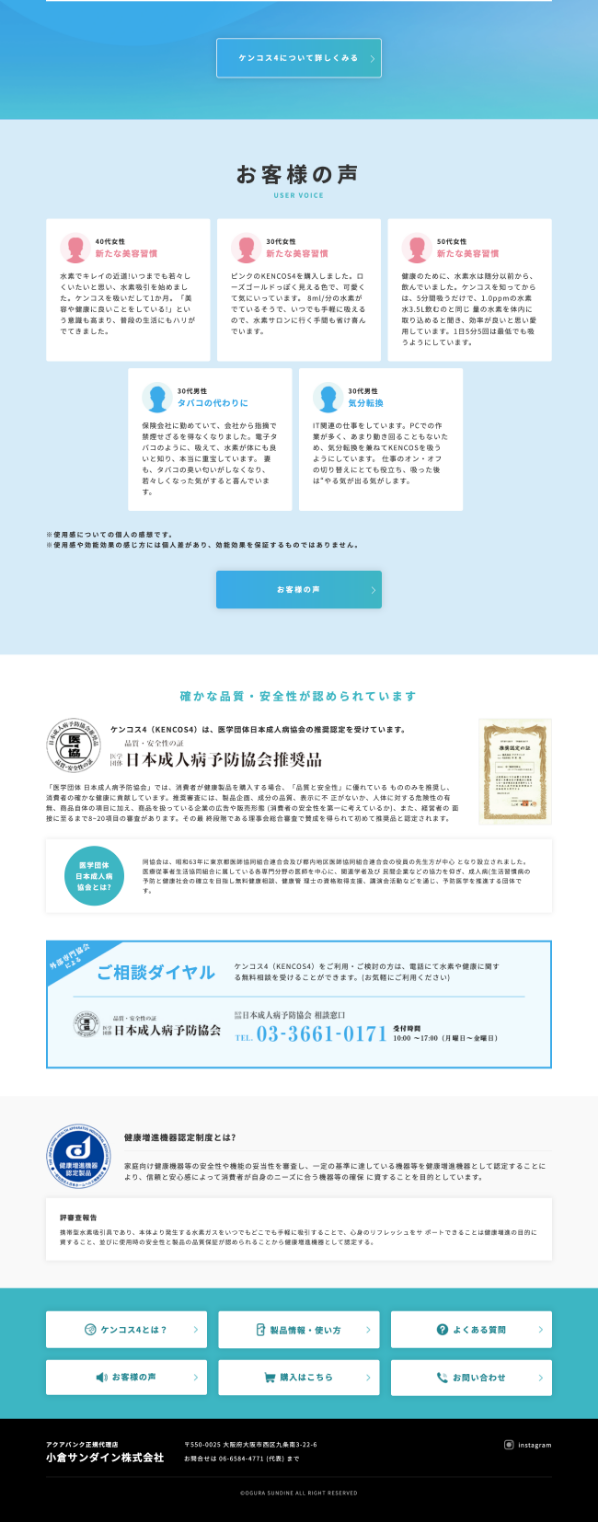 ケンコス4について詳しくみる
お客様の声
USER VOICE
40代女性
新たな美容習慣
水素でキレイの近道!いつまでも若々し
くいたいと思い、水素吸引を始めまし
た。ケンコスを吸いだして1か月。「美
容や健康に良いことをしている!」とい
う意識も高まり、普段の生活にもハリが
でてきました。
30代女性
新たな美容習慣
ピンクのKENCOS4を購入しました。ロ
ーズゴールドっぽく見える色で、可愛く
て気にいっています。 8ml/分の水素が
でているそうで、いつでも手軽に吸える
ので、水素サロンに行く手間も省け喜ん
でいます。
50代女性
新たな美容習慣
健康のために、水素水は随分以前から、
飲んでいました。ケンコスを知ってから
は、5分間吸うだけで、1.0ppmの水素
水3.5L飲むのと同じ 量の水素を体内に
取り込めると聞き、効率が良いと思い愛
用しています。1日5分5回は最低でも吸
うようにしています。
30代男性
タバコの代わりに
保険会社に勤めていて、会社から指摘で
禁煙せざるを得なくなりました。電子タ
バコのように、吸えて、水素が体にも良
いと知り、本当に重宝しています。 妻
も、タバコの臭い匂いがしなくなり、
若々しくなった気がすると喜んでいま
す。
30代男性
気分転換
IT関連の仕事をしています。PCでの作
業が多く、あまり動き回ることもないた
め、気分転換を兼ねてKENCOSを吸う
ようにしています。 仕事のオン・オフ
の切り替えにとても役立ち、吸った後
は"やる気が出る気がします。
※使用感についての個人の感想です。
※使用感や効能効果の感じ方には個人差があり、効能効果を保証するものではありません。
お客様の声
確かな品質・安全性が認められています
ケンコス4（KENCOS4）は、医学団体日本成人病協会の推奨認定を受けています。
品質・安全性の証
医学団体 日本成人病予防協会推奨品
推奨認定の証
「医学団体 日本成人病予防協会」では、消費者が健康製品を購入する場合、「品質と安全性」に優れている もののみを推奨し、
消費者の確かな健康に貢献しています。推奨審査には、製品企画、成分の品質、表示に不 正がないか、人体に対する危険性の有
無、商品自体の項目に加え、商品を扱っている企業の広告や販売形態 (消費者の安全性を第一に考えているか)、また、経営者の 面
接に至るまで8~20項目の審査があります。その最 終段階である理事会総合審査で賛成を得られて初めて推奨品と認定されます。
医学団体
日本成人病
協会とは?
同協会は、昭和63年に東京都医師協同組合連合会及び都内地区医師協同組合連合会の役員の先生方が中心 となり設立されました。
医療従事者生活協同組合に属している各専門分野の医師を中心に、関連学者及び 民間企業などの協力を仰ぎ、成人病(生活習慣病の
予防と健康社会の確立を目指し無料健康相談、健康管 理士の資格取得支援、講演会活動などを通じ、予防医学を推進する団体で
す。
外部専門協会
による
ご相談ダイヤル
ケンコス4（KENCOS4）をご利用・ご検討の方は、電話にて水素や健康に関す
る無料相談を受けることができます。(お気軽にご利用ください)
品質・安全性の証
医学団体 日本成人病予防協会
医学団体 日本成人病予防協会 相談窓口
TEL. 03-3661-0171 受付時間
10:00 ～17:00（月曜日～金曜日）
健康増進機器
認定製品
健康増進機器認定制度とは?
家庭向け健康機器等の安全性や機能の妥当性を審査し、一定の基準に達している機器等を健康増進機器として認定することに
より、信頼と安心感によって消費者が自身のニーズに合う機器等の確保 に資することを目的としています。
評審査報告
携帯型水素吸引具であり、本体より発生する水素ガスをいつでもどこでも手軽に吸引することで、心身のリフレッシュをサ ポートできることは健康増進の目的に
資すること、並びに使用時の安全性と製品の品質保証が認められることから健康増進機器として認定する。
ケンコス4とは？
製品情報・使い方
よくある質問
お客様の声
購入はこちら
お問い合わせ
アクアバンク正規代理店
小倉サンダイン株式会社
〒550-0025 大阪府大阪市西区九条南3-22-6
お問合せは 06-6584-4771 (代表) まで
instagram
©OGURA SUNDINE ALL RIGHT RESERVED